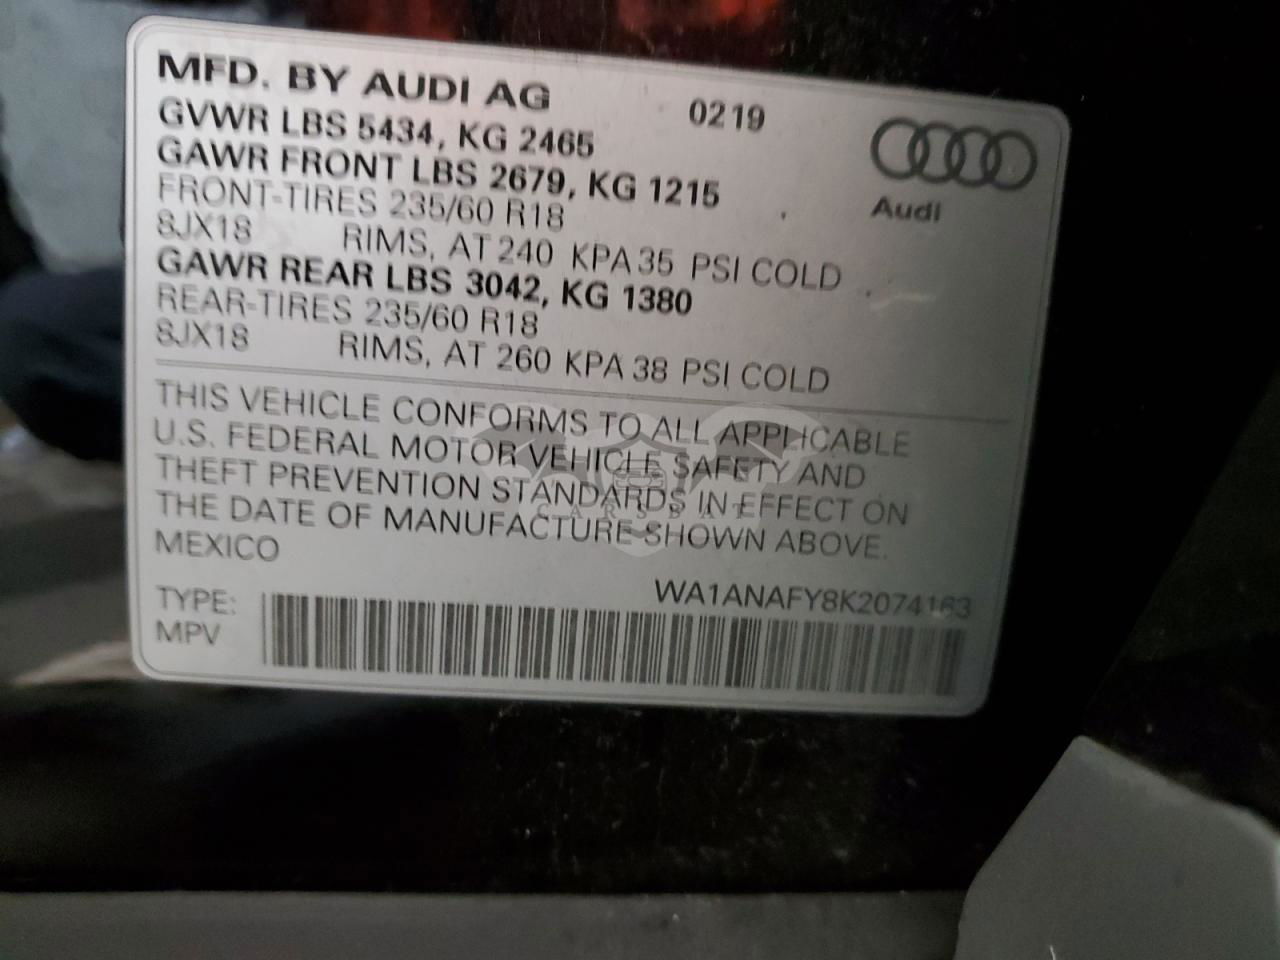 MFD. BY AUDI AG 0219
GVWR LBS 5434, KG 2465
GAWR FRONT LBS 2679, KG 1215
FRONT-TIRES 235/60 R18
8JX18 RIMS, AT 240 KPA 35 PSI COLD
GAWR REAR LBS 3042, KG 1380
REAR-TIRES 235/60 R18
8JX18 RIMS, AT 260 KPA 38 PSI COLD
Audi
THIS VEHICLE CONFORMS TO ALL APPLICABLE
U.S. FEDERAL MOTOR VEHICLE SAFETY AND
THEFT PREVENTION STANDARDS IN EFFECT ON
THE DATE OF MANUFACTURE SHOWN ABOVE.
MEXICO
CARSBAT
WA1ANAFY8K2074163
TYPE:
MPV